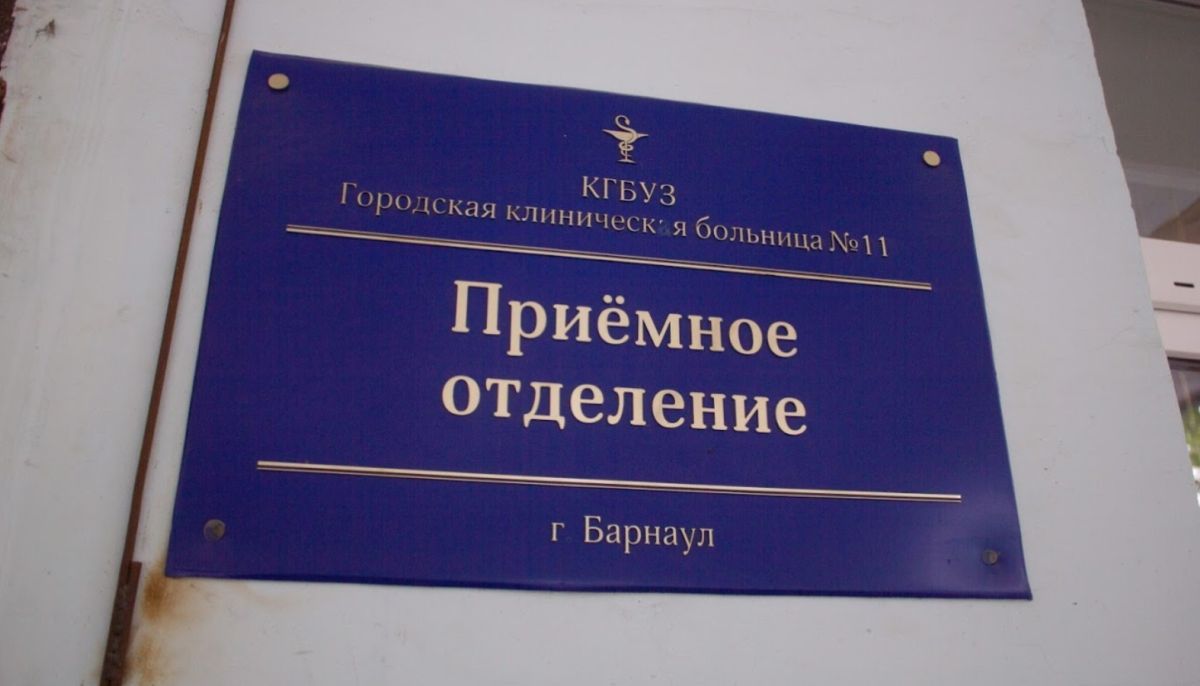 КГБУЗ
Городская клиническая больница №11
Приёмное
отделение
г Барнаул